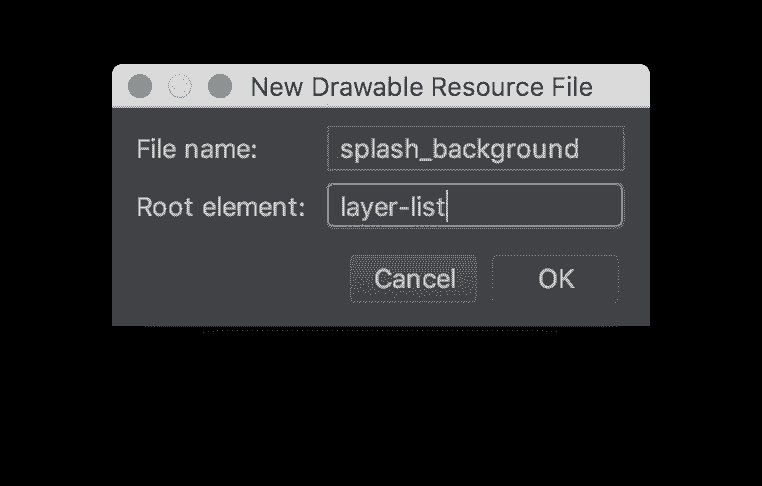 New Drawable Resource File
File name: splash_background
Root element: layer-list
Cancel OK